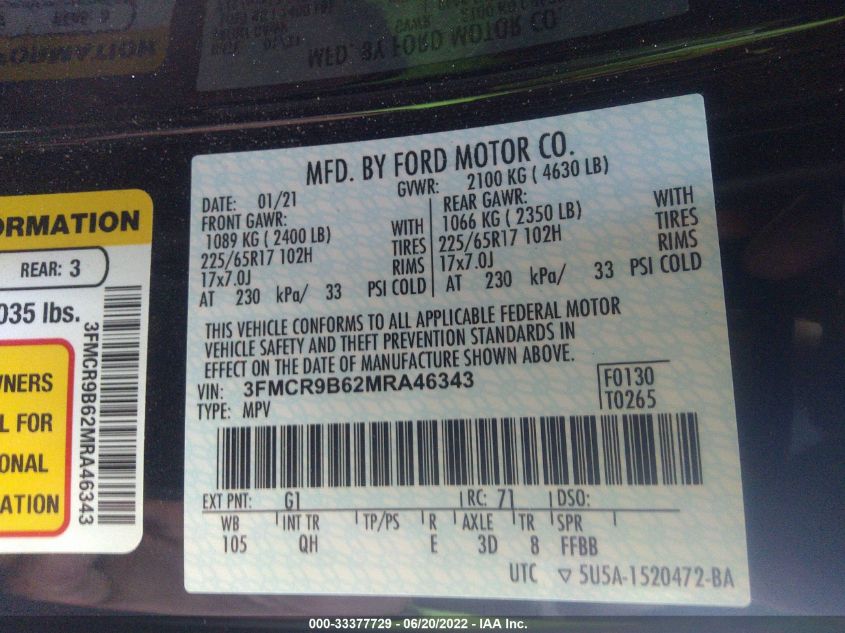 MFD. BY FORD MOTOR CO.
ORMATION
REAR: 3
035 lbs.
3FMCR9B62MRA46343
WNERS
L FOR
ONAL
ATION
MFD. BY FORD MOTOR CO.
DATE: 01/21 GVWR: 2100 KG ( 4630 LB)
FRONT GAWR: REAR GAWR:
1089 KG ( 2400 LB) WITH 1066 KG ( 2350 LB) WITH
225/65R17 102H TIRES 225/65R17 102H TIRES
17x7.0J RIMS 17x7.0J RIMS
AT 230 kPa/ 33 PSI COLD AT 230 kPa/ 33 PSI COLD
THIS VEHICLE CONFORMS TO ALL APPLICABLE FEDERAL MOTOR
VEHICLE SAFETY AND THEFT PREVENTION STANDARDS IN
EFFECT ON THE DATE OF MANUFACTURE SHOWN ABOVE.
VIN: 3FMCR9B62MRA46343 F0130
TYPE: MPV T0265
EXT PNT: G1 RC: 71 DSO:
WB INT TR TP/PS R AXLE TR SPR
105 QH E 3D 8 FFBB
UTC ▽ 5U5A-1520472-BA
000-33377729 - 06/20/2022 - IAA Inc.